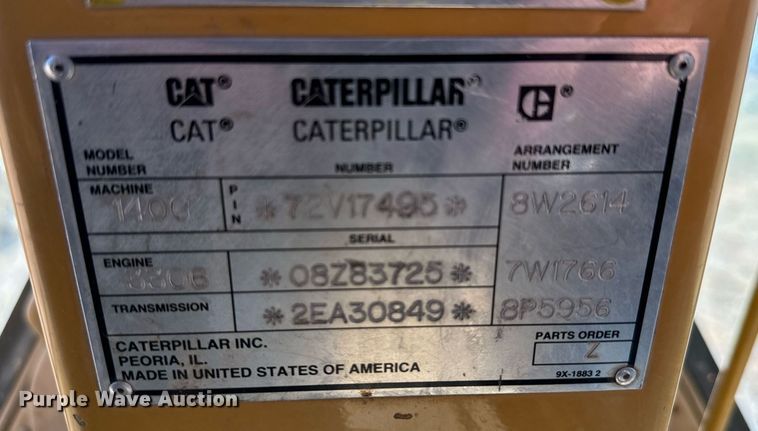 CAT® CATERPILLAR® ®
CAT® CATERPILLAR®
MODEL NUMBER NUMBER ARRANGEMENT NUMBER
MACHINE 140G PIN *72V17495* 8W2614
SERIAL
ENGINE 3306 *08Z83725* 7W1766
TRANSMISSION *2EA30849* 8P5956
CATERPILLAR INC. PARTS ORDER
PEORIA, IL. Z
MADE IN UNITED STATES OF AMERICA 9X-1883 2
Purple Wave Auction